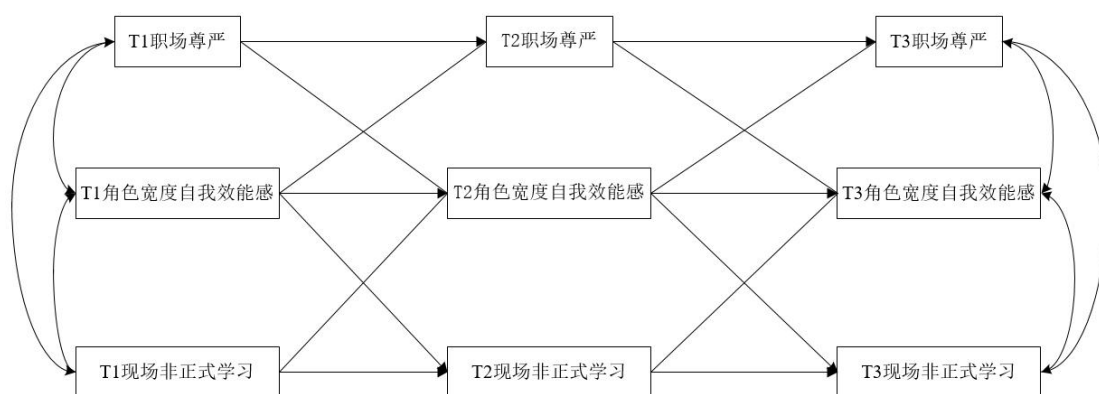 T1职场尊严
T2职场尊严
T3职场尊严
T1角色宽度自我效能感
T2角色宽度自我效能感
T3角色宽度自我效能感
T1现场非正式学习
T2现场非正式学习
T3现场非正式学习